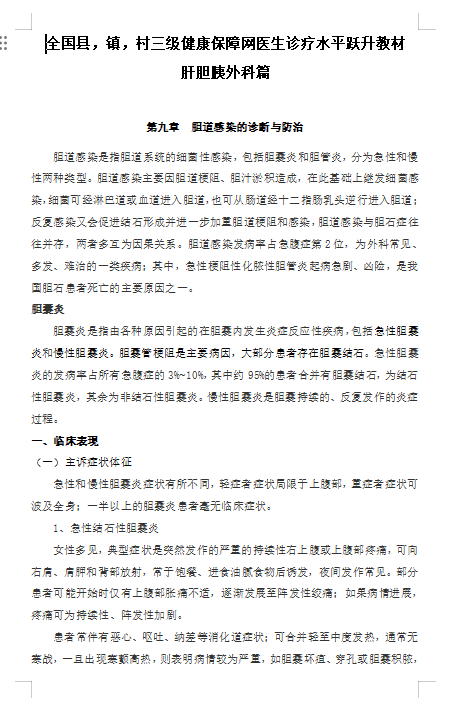 全国县，镇，村三级健康保障网医生诊疗水平跃升教材
肝胆胰外科篇
第九章 胆道感染的诊断与防治
胆道感染是指胆道系统的细菌性感染，包括胆囊炎和胆管炎，分为急性和慢
性两种类型。胆道感染主要因胆道梗阻、胆汁淤积造成，在此基础上继发细菌感
染，细菌可经淋巴道或血道进入胆道，也可从肠道经十二指肠乳头逆行进入胆道；
反复感染又会促进结石形成并进一步加重胆道梗阻和感染，胆道感染与胆石症往
往并存，两者多互为因果关系。胆道感染发病率占急腹症第 2 位，为外科常见、
多发、难治的一类疾病；其中，急性梗阻性化脓性胆管炎起病急剧、凶险，是我
国胆石患者死亡的主要原因之一。
胆囊炎
胆囊炎是指由各种原因引起的在胆囊内发生炎症反应性疾病，包括急性胆囊
炎和慢性胆囊炎。胆囊管梗阻是主要病因，大部分患者存在胆囊结石。急性胆囊
炎的发病率占所有急腹症的 3%~10%，其中约 95%的患者合并有胆囊结石，为结石
性胆囊炎，其余为非结石性胆囊炎。慢性胆囊炎是胆囊持续的、反复发作的炎症
过程。
一、临床表现
（一）主诉症状体征
急性和慢性胆囊炎症状有所不同，轻症者症状局限于上腹部，重症者症状可
波及全身；一半以上的胆囊炎患者毫无临床症状。
1、急性结石性胆囊炎
女性多见，典型症状是突然发作的严重的持续性右上腹或上腹部疼痛，可向
右肩、肩胛和背部放射，常于饱餐、进食油腻食物后诱发，夜间发作常见。部分
患者可能开始时仅有上腹部胀痛不适，逐渐发展至阵发性绞痛；如果病情进展，
疼痛可为持续性、阵发性加剧。
患者常伴有恶心、呕吐、纳差等消化道症状；可合并轻至中度发热，通常无
寒战，一旦出现寒颤高热，则表明病情较为严重，如胆囊坏疽、穿孔或胆囊积脓，